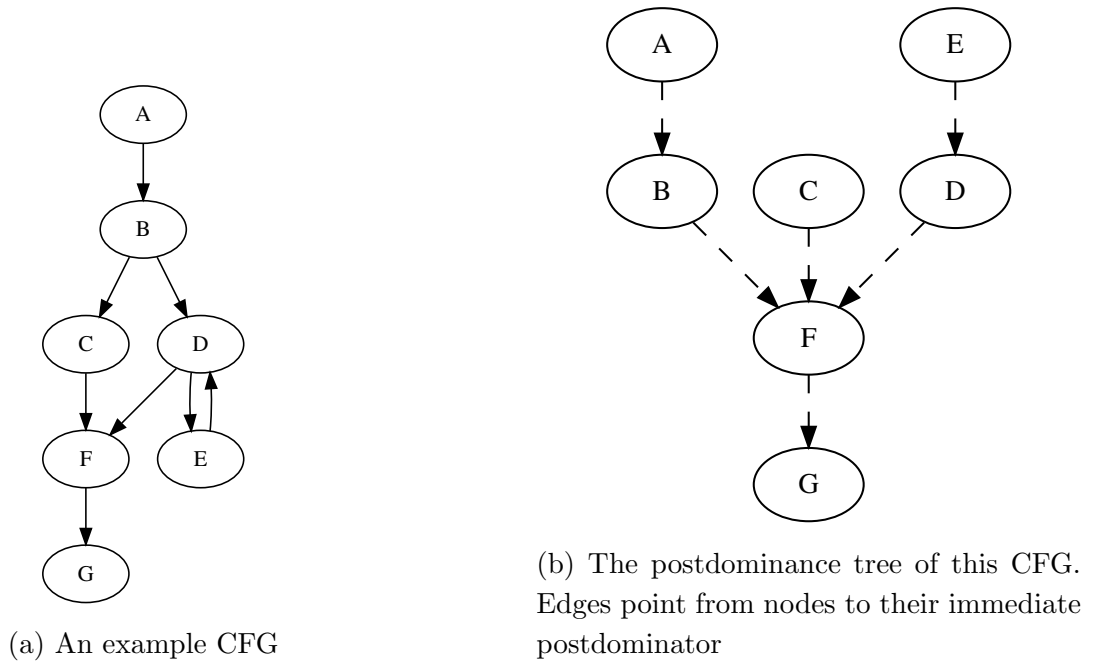 A
B
C
D
F
E
G
(a) An example CFG
A
E
B
C
D
F
G
(b) The postdominance tree of this CFG.
Edges point from nodes to their immediate
postdominator